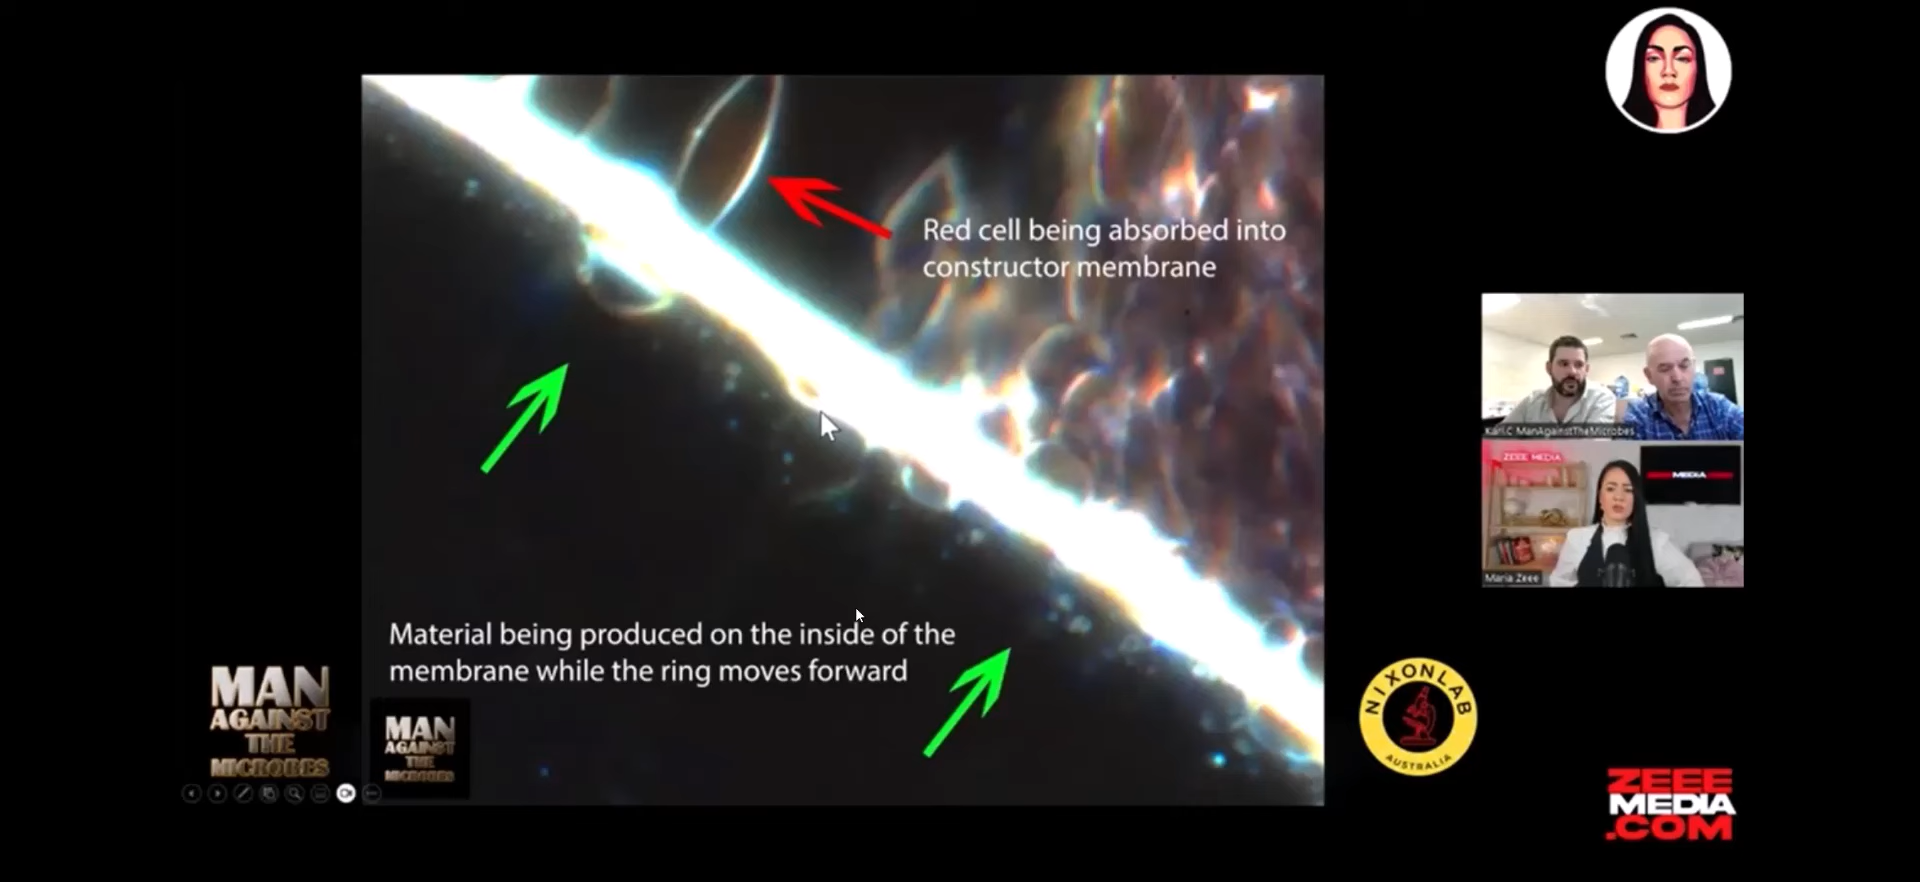 Red cell being absorbed into
constructor membrane
Material being produced on the inside of the
membrane while the ring moves forward
MAN
AGAINST
THE
MICROBES
MAN
AGAINST
THE
MICROBES
Karl.C ManAgainstTheMicrobes
ZEEE MEDIA
MEDIA
Maria Zeee
NIXONLAB
AUSTRALIA
ZEEE
MEDIA
.COM